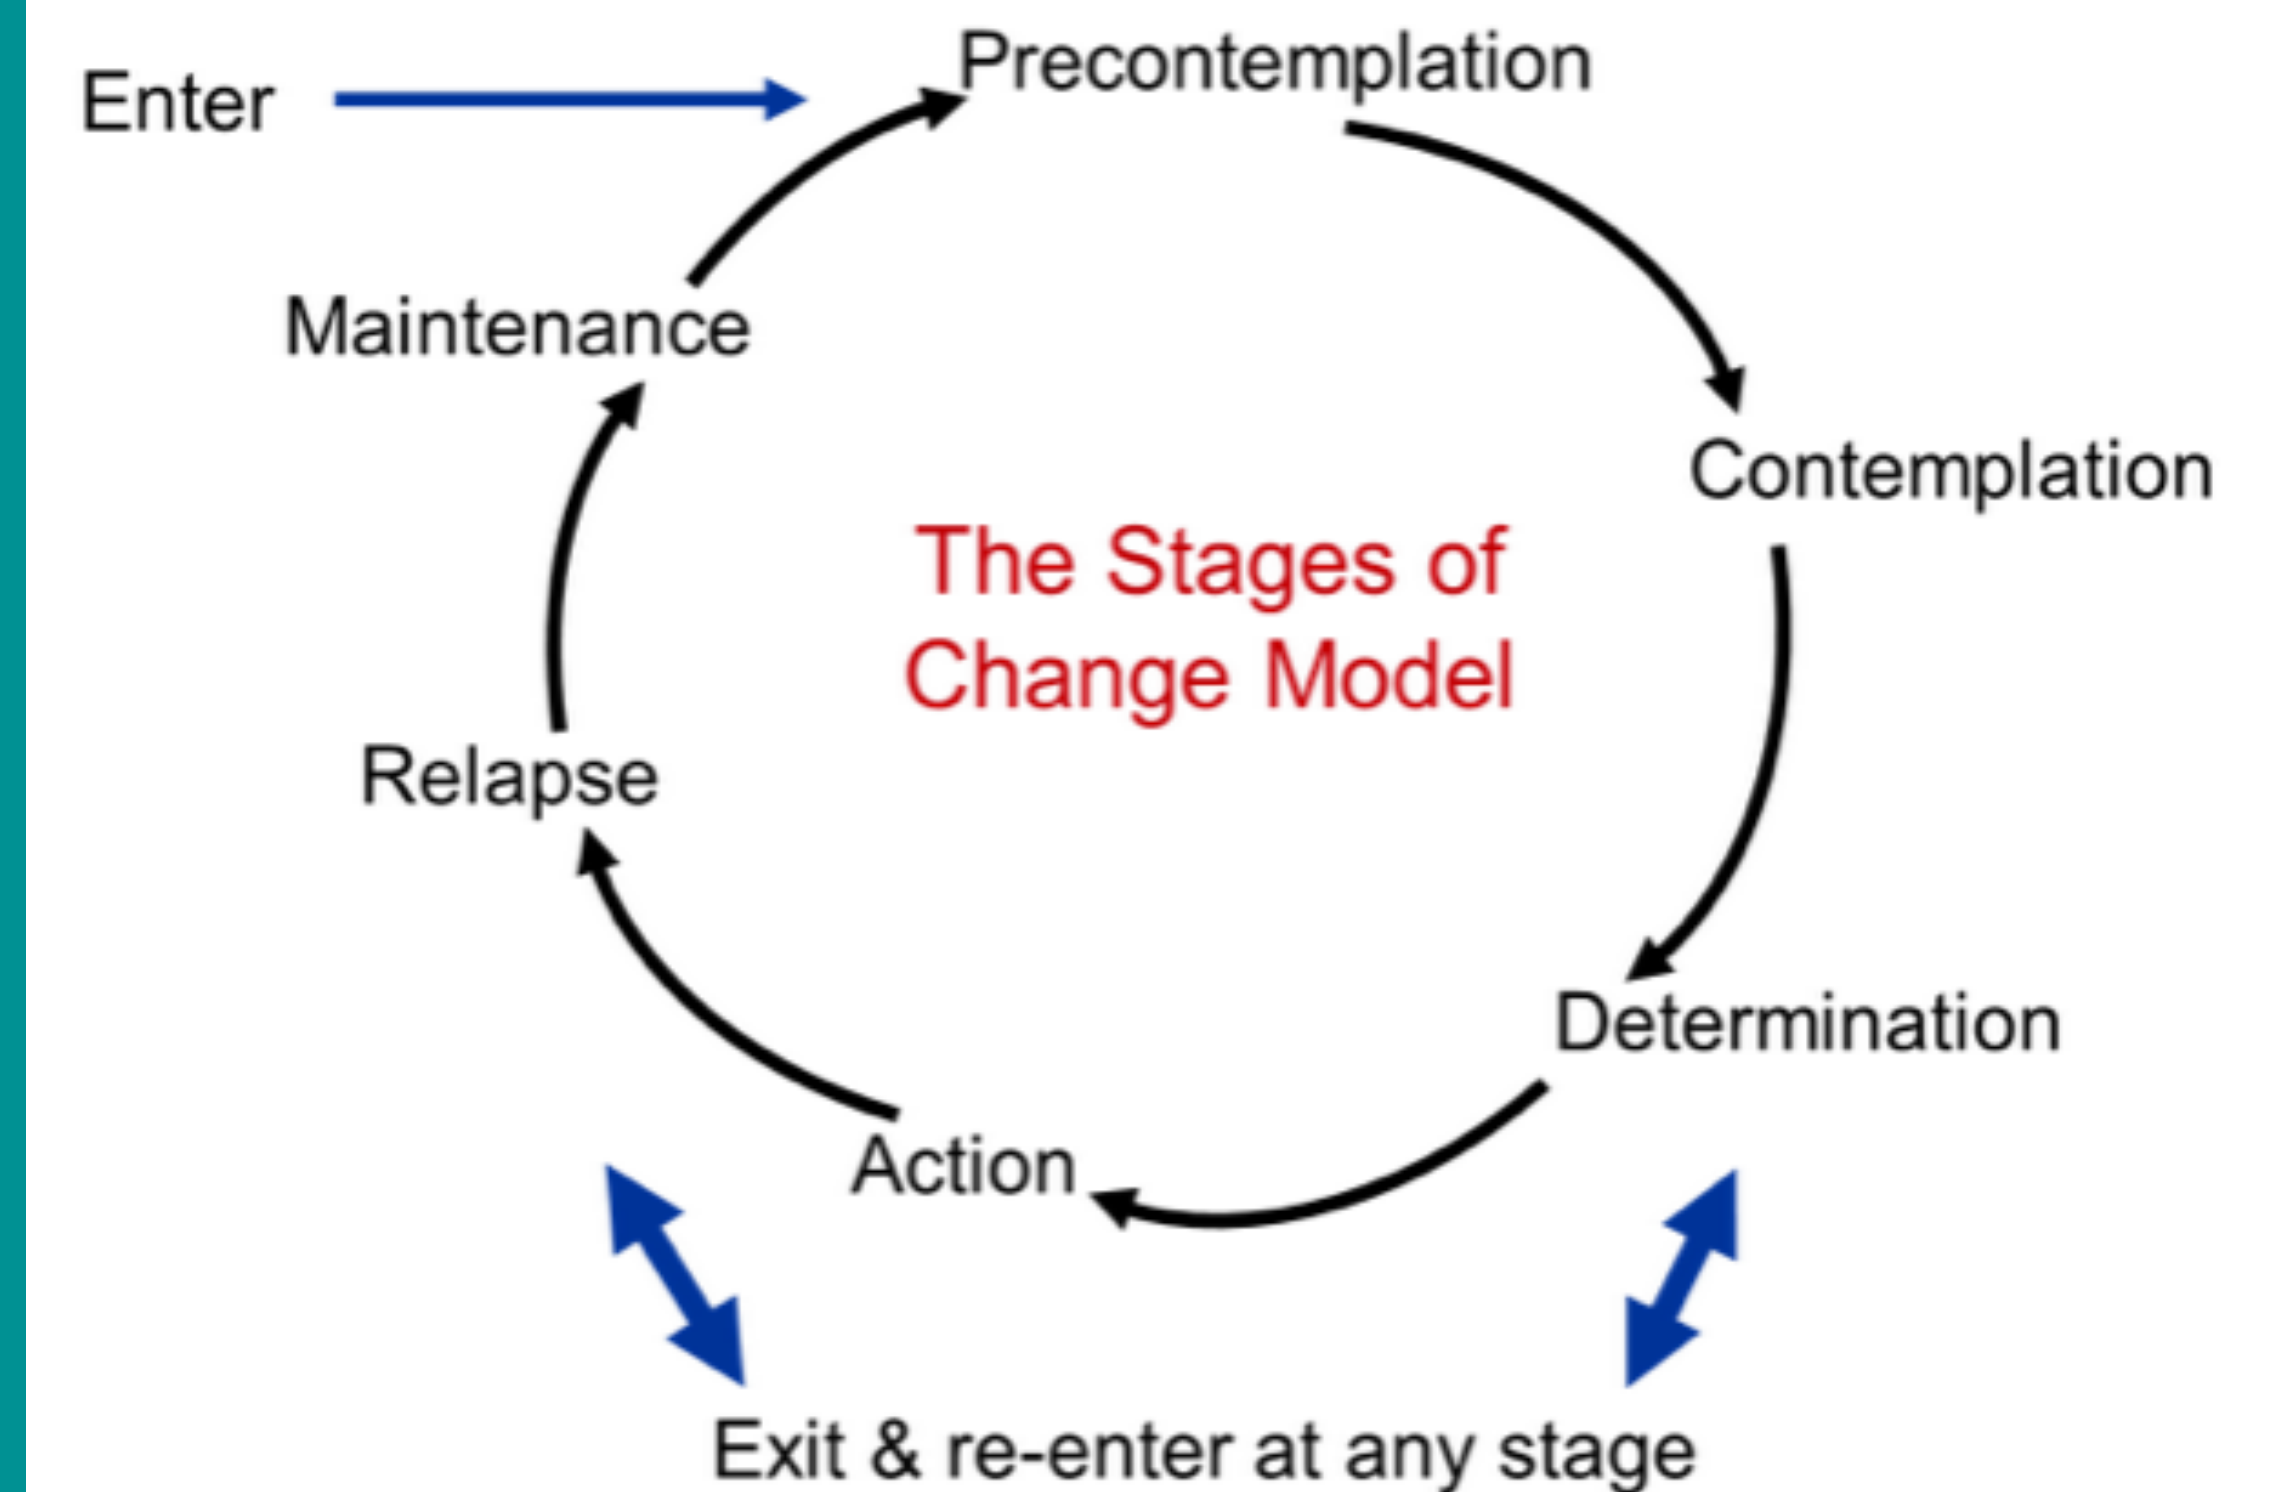 Precontemplation
Enter
Maintenance
Contemplation
The Stages of
Change Model
Relapse
Determination
Action
Exit & re-enter at any stage